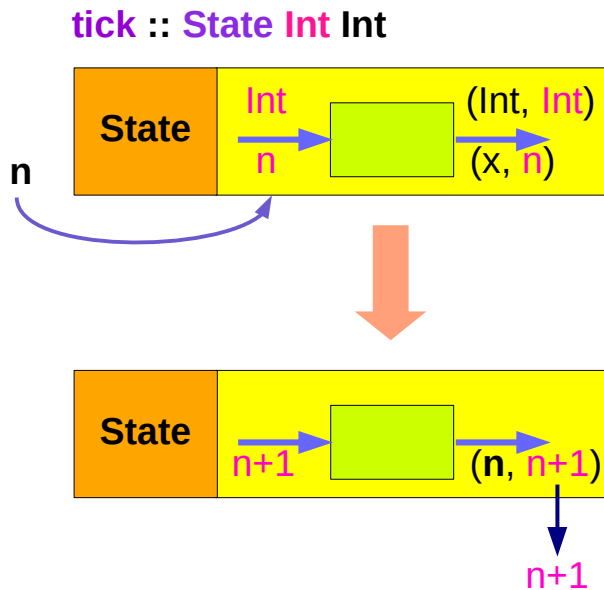 tick :: State Int Int
Int (Int, Int)
State
n (x, n)
n
State
n+1 (n, n+1)
n+1